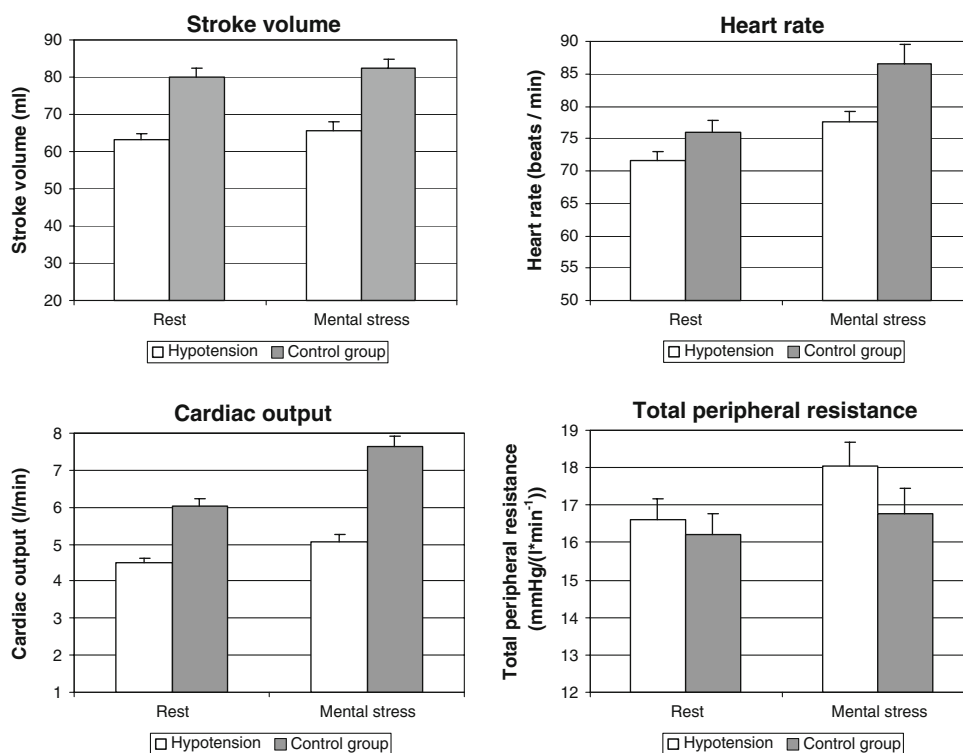 Stroke volume
Stroke volume (ml)
90
80
70
60
50
40
30
20
Rest
Mental stress
Hypotension
Control group
Heart rate
Heart rate (beats / min)
90
85
80
75
70
65
60
55
50
Rest
Mental stress
Hypotension
Control group
Cardiac output
Cardiac output (l/min)
8
7
6
5
4
3
2
1
Rest
Mental stress
Hypotension
Control group
Total peripheral resistance
Total peripheral resistance
(mmHg/(l*min⁻¹))
19
18
17
16
15
14
13
12
Rest
Mental stress
Hypotension
Control group